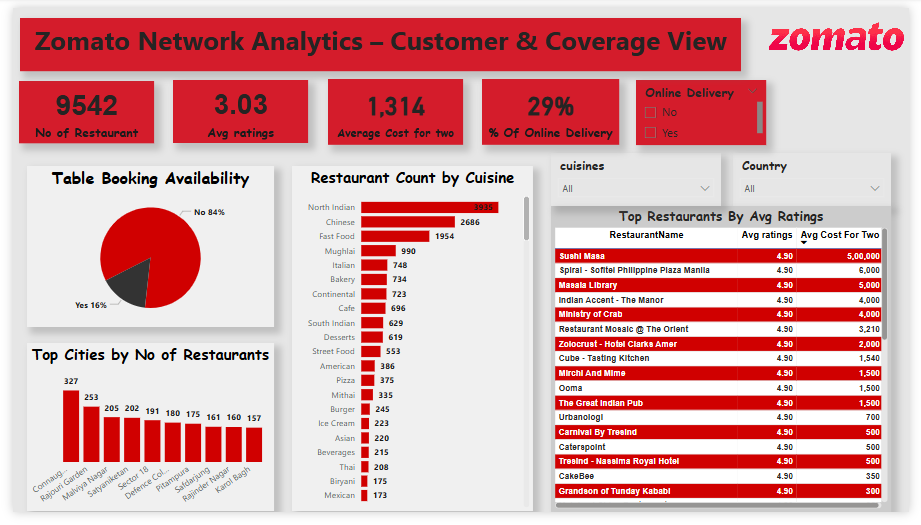 Zomato Network Analytics – Customer & Coverage View
zomato
9542
No of Restaurant
3.03
Avg ratings
1,314
Average Cost for two
29%
% Of Online Delivery
Online Delivery
No
Yes
Table Booking Availability
No 84%
Yes 16%
Restaurant Count by Cuisine
North Indian
Chinese 2686
Fast Food 1954
Mughlai 990
Italian 748
Bakery 734
Continental 723
Cafe 696
South Indian 629
Desserts 619
Street Food 553
American 386
Pizza 375
Mithai 335
Burger 245
Ice Cream 223
Asian 220
Beverages 215
Thai 208
Biryani 175
Mexican 173
cuisines
All
Country
All
Top Restaurants By Avg Ratings
RestaurantName Avg ratings Avg Cost For Two
Sushi Masa 4.90 5,00,000
Spiral - Sofitel Philippine Plaza Manila 4.90 6,000
Masala Library 4.90 5,000
Indian Accent - The Manor 4.90 4,000
Ministry of Crab 4.90 4,000
Restaurant Mosaic @ The Orient 4.90 3,210
Zolocrust - Hotel Clarks Amer 4.90 2,000
Cube - Tasting Kitchen 4.90 1,540
Mirchi And Mime 4.90 1,500
Ooma 4.90 1,500
The Great Indian Pub 4.90 1,500
Urbanologi 4.90 700
Carnival By Tresind 4.90 500
Caterspoint 4.90 500
Tresind - Nassima Royal Hotel 4.90 500
CakeBee 4.90 350
Grandson of Tunday Kababi 4.90 300
Top Cities by No of Restaurants
327
253
205
202
191
180
175
161
160
157
Connaug...
Rajouri Garden
Malviya Nagar
Satyaniketan
Sector 18
Defence Col...
Pitampura
Safdarjung
Rajinder Nagar
Karol Bagh